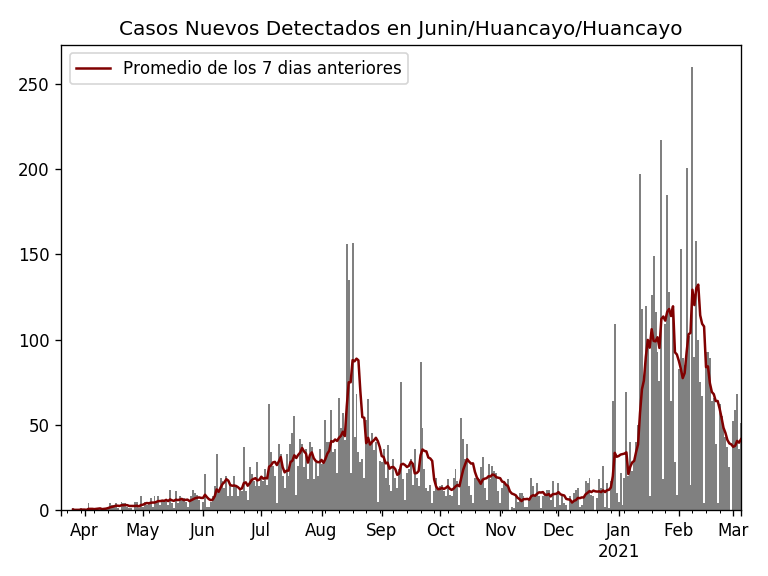 Casos Nuevos Detectados en Junin/Huancayo/Huancayo
Promedio de los 7 dias anteriores
250
200
150
100
50
0
Apr May Jun Jul Aug Sep Oct Nov Dec Jan Feb Mar
2021